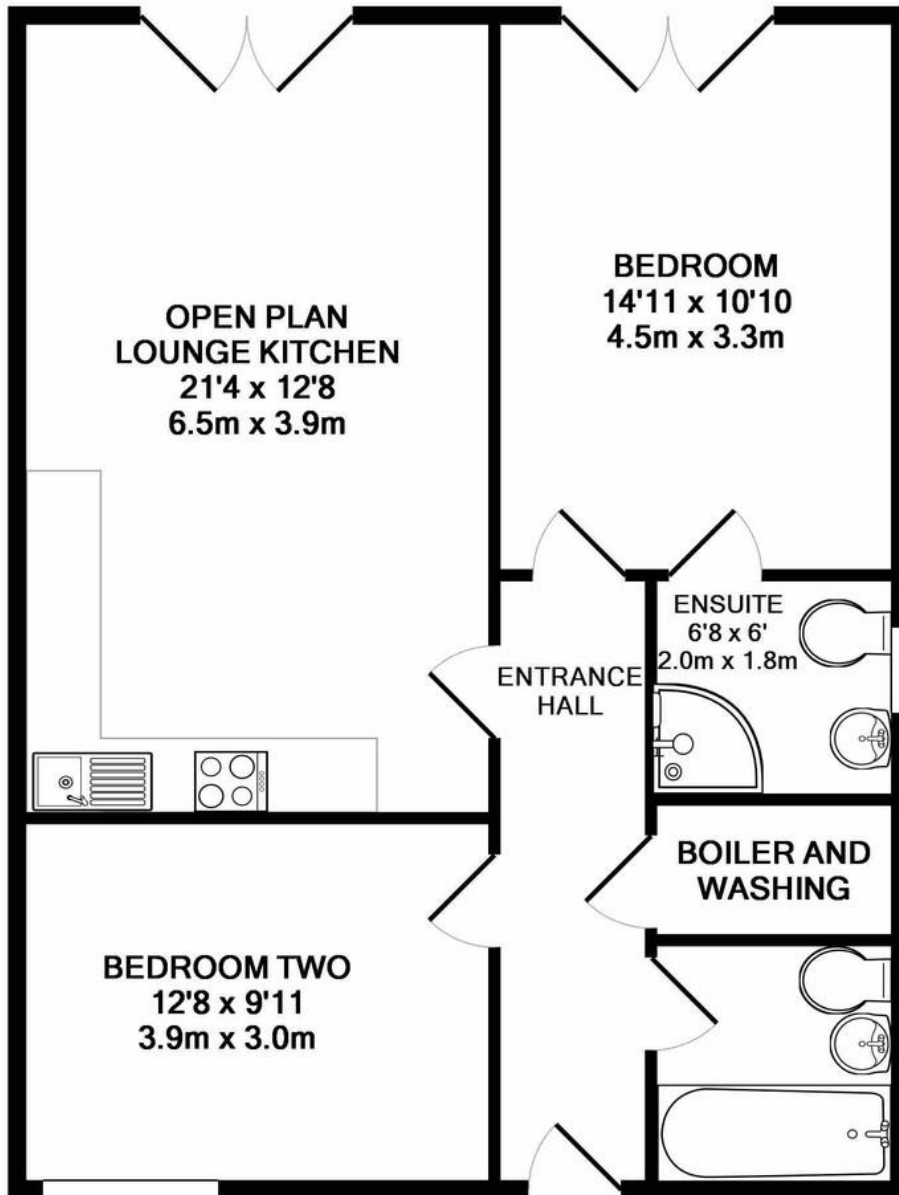 OPEN PLAN
LOUNGE KITCHEN
21'4 x 12'8
6.5m x 3.9m
BEDROOM
14'11 x 10'10
4.5m x 3.3m
ENSUITE
6'8 x 6'
2.0m x 1.8m
ENTRANCE
HALL
BOILER AND
WASHING
BEDROOM TWO
12'8 x 9'11
3.9m x 3.0m